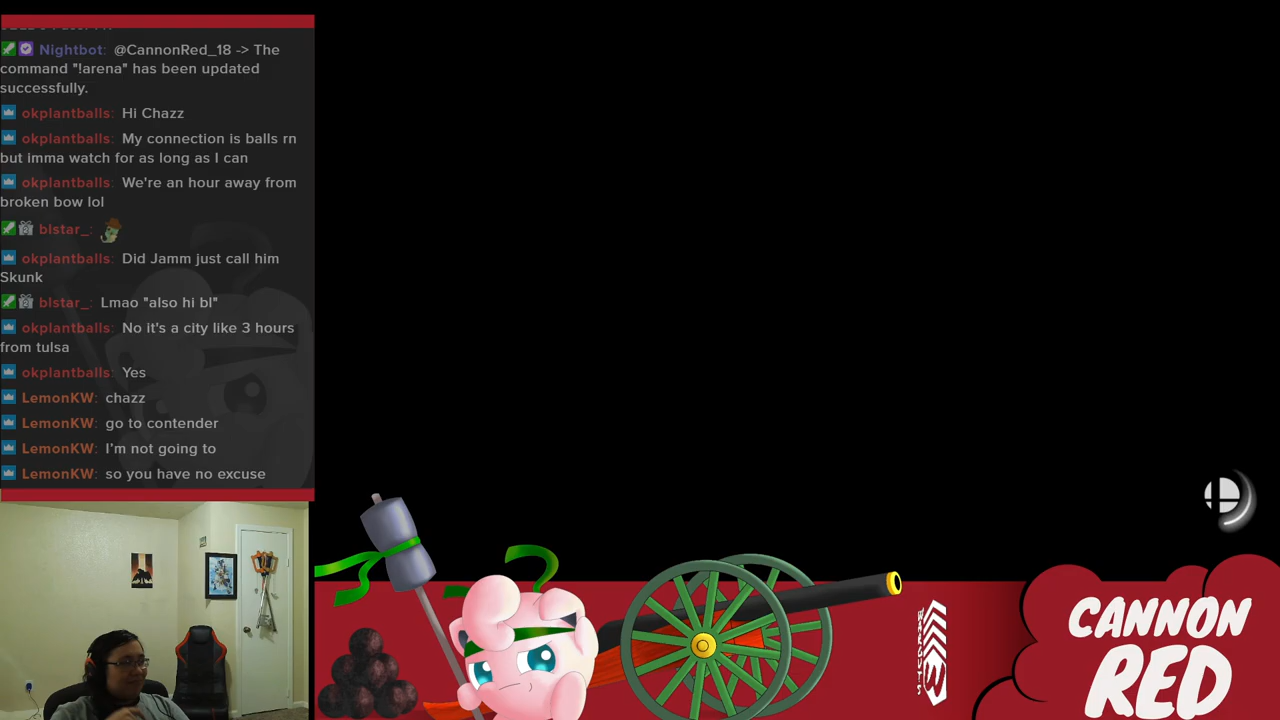 Nightbot: @CannonRed_18 -> The
command "!arena" has been updated
successfully.
okplantballs: Hi Chazz
okplantballs: My connection is balls rn
but imma watch for as long as I can
okplantballs: We're an hour away from
broken bow lol
blstar_:
okplantballs: Did Jamm just call him
Skunk
blstar_: Lmao "also hi bl"
okplantballs: No it's a city like 3 hours
from tulsa
okplantballs: Yes
LemonKW: chazz
LemonKW: go to contender
LemonKW: I'm not going to
LemonKW: so you have no excuse
CANNON
RED